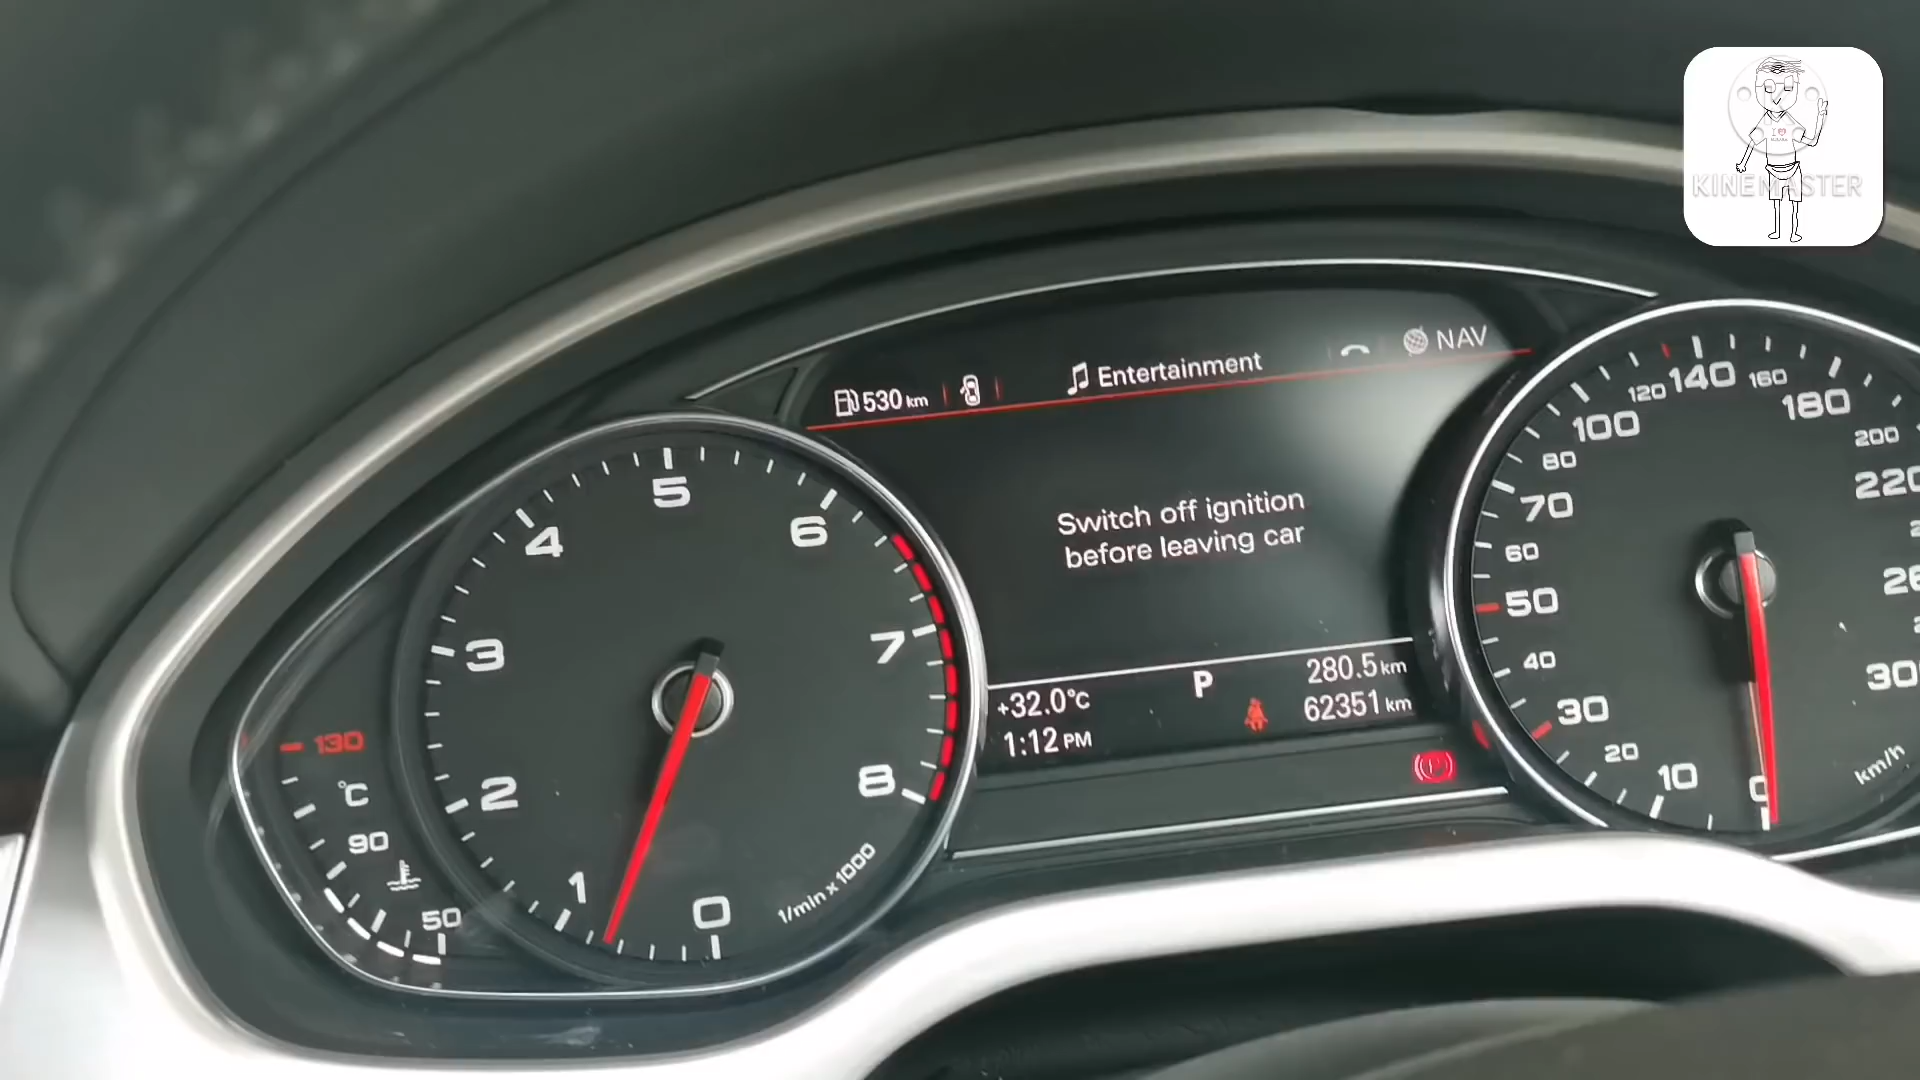 KINEMASTER
530 km
Entertainment
NAV
Switch off ignition
before leaving car
+32.0°C
P
280.5 km
62351 km
1:12 PM
0
1
2
3
4
5
6
7
8
1/min x 1000
130
°C
90
50
0
10
20
30
40
50
60
70
80
100
120
140
160
180
200
220
km/h